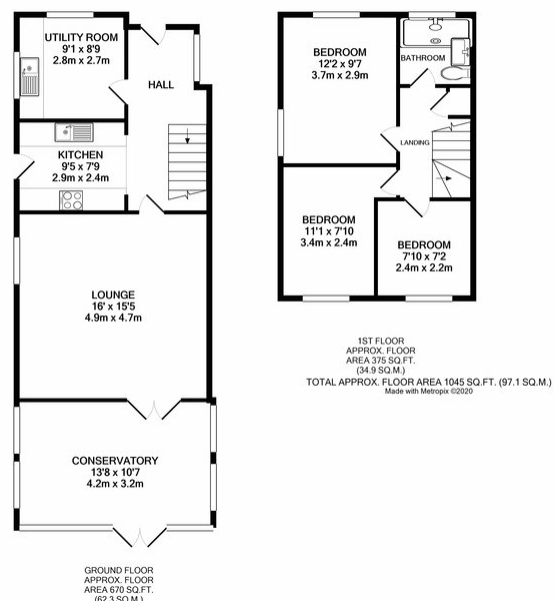 UTILITY ROOM
9'1 x 8'9
2.8m x 2.7m
HALL
KITCHEN
9'5 x 7'9
2.9m x 2.4m
LOUNGE
16' x 15'5
4.9m x 4.7m
CONSERVATORY
13'8 x 10'7
4.2m x 3.2m
GROUND FLOOR
APPROX. FLOOR
AREA 670 SQ.FT.
(62.3 SQ.M.)
BEDROOM
12'2 x 9'7
3.7m x 2.9m
BATHROOM
LANDING
BEDROOM
11'1 x 7'10
3.4m x 2.4m
BEDROOM
7'10 x 7'2
2.4m x 2.2m
1ST FLOOR
APPROX. FLOOR
AREA 375 SQ.FT.
(34.9 SQ.M.)
TOTAL APPROX. FLOOR AREA 1045 SQ.FT. (97.1 SQ.M.)
Made with Metropix ©2020